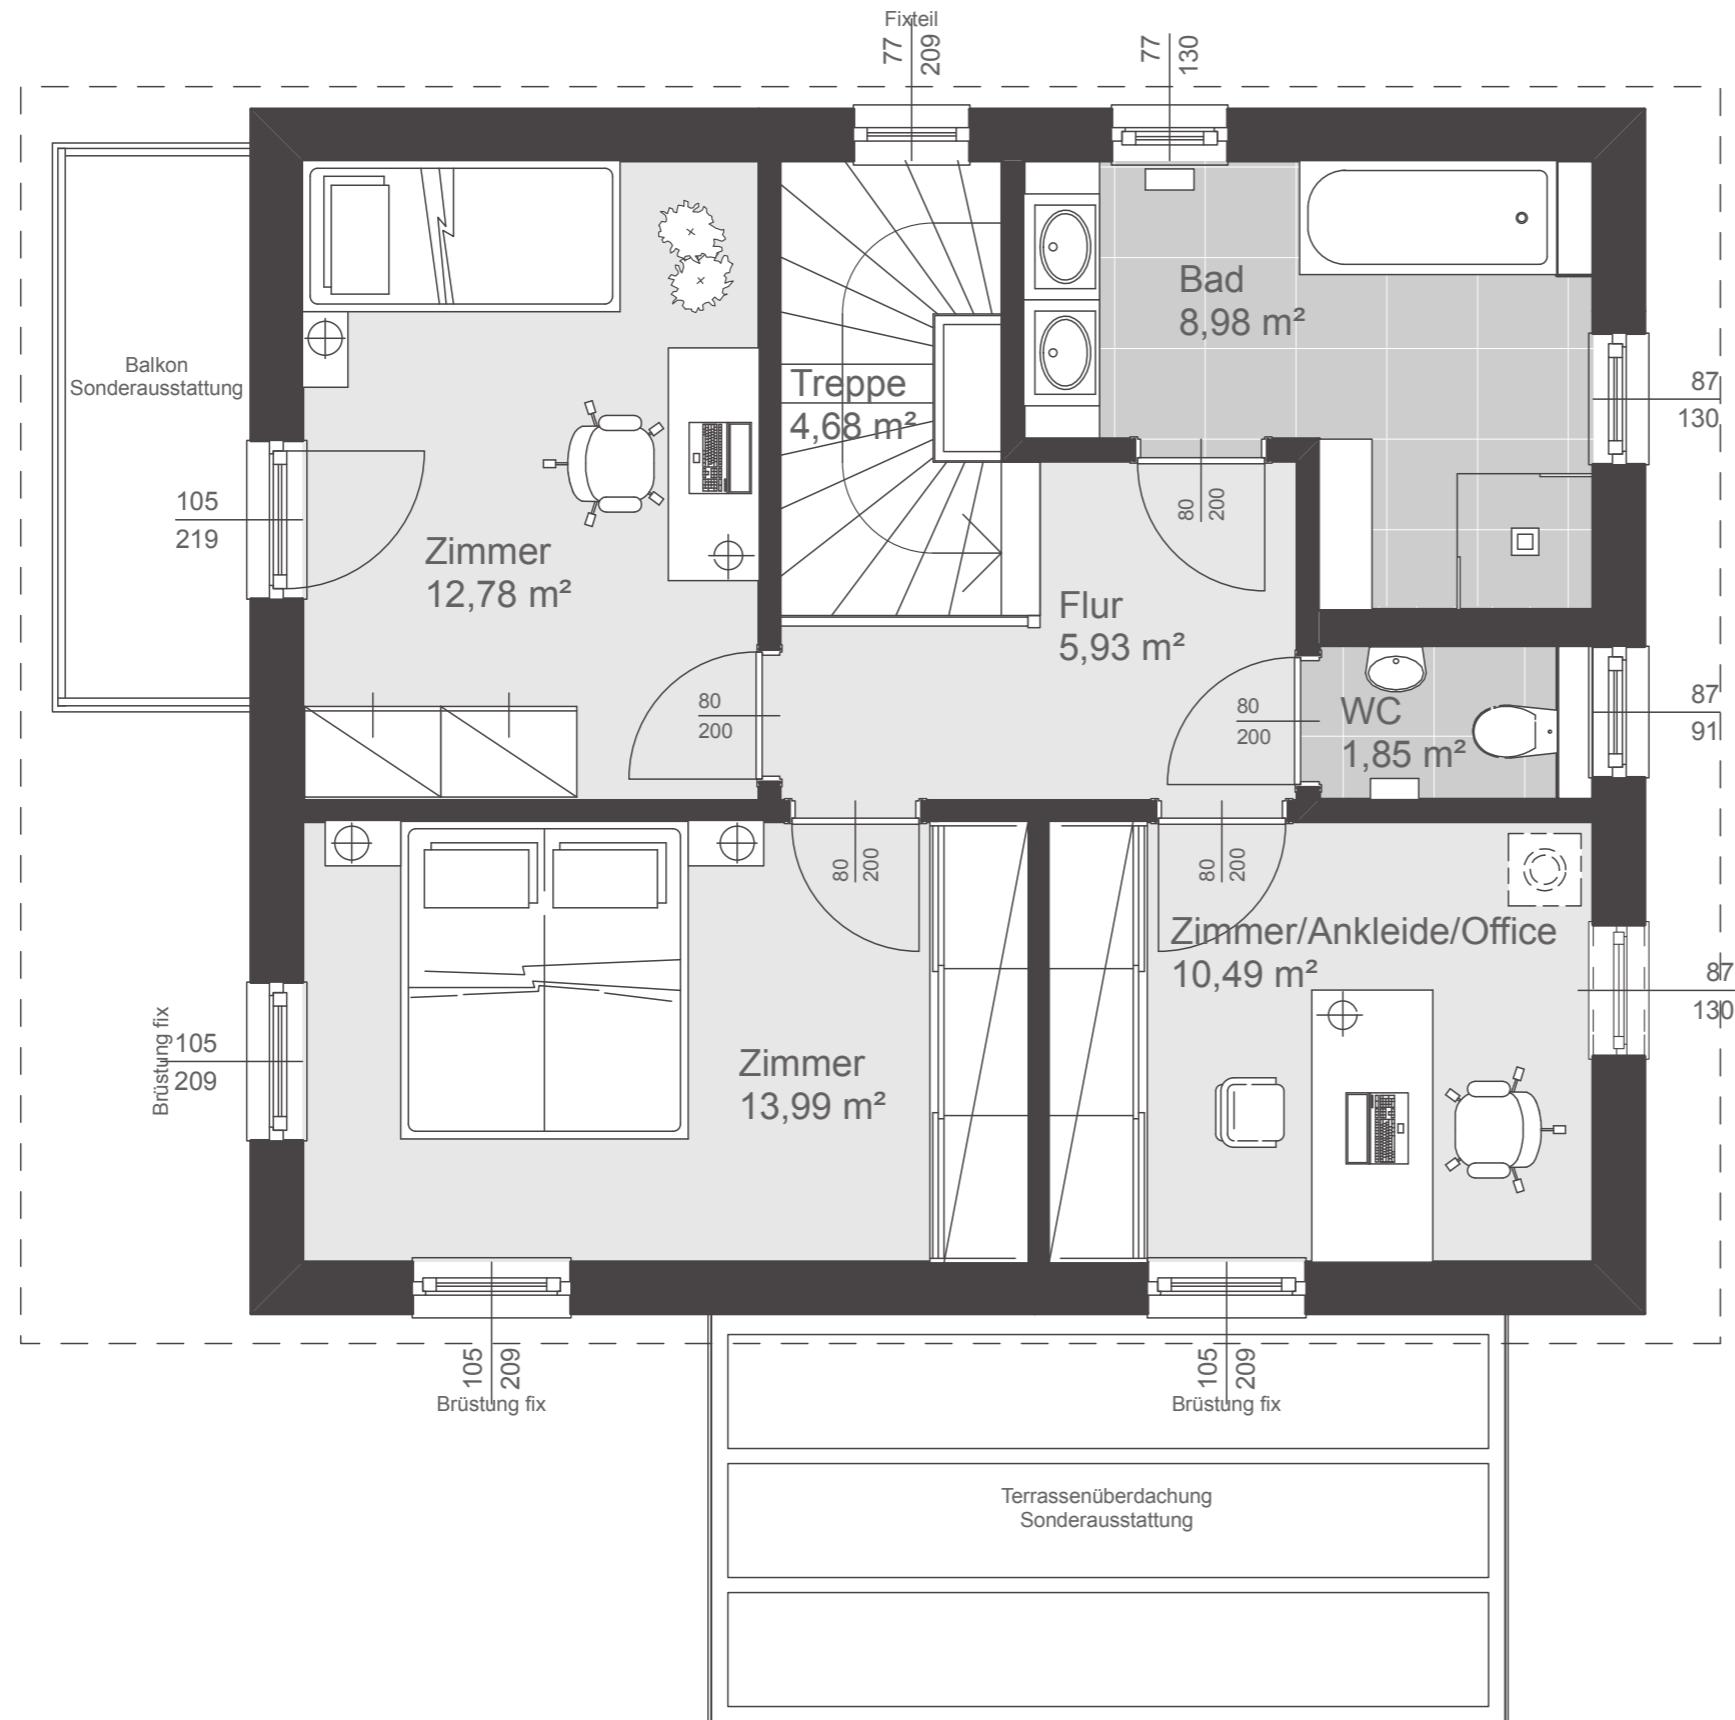 Fixteil
77
209
77
130
Balkon
Sonderausstattung
Bad
8,98 m²
Treppe
4,68 m²
87
130
105
219
Zimmer
12,78 m²
80
200
Flur
5,93 m²
80
200
80
200
WC
1,85 m²
87
91
80
200
80
200
Zimmer/Ankleide/Office
10,49 m²
87
130
Brüstung fix
105
209
Zimmer
13,99 m²
105
209
Brüstung fix
105
209
Brüstung fix
Terrassenüberdachung
Sonderausstattung